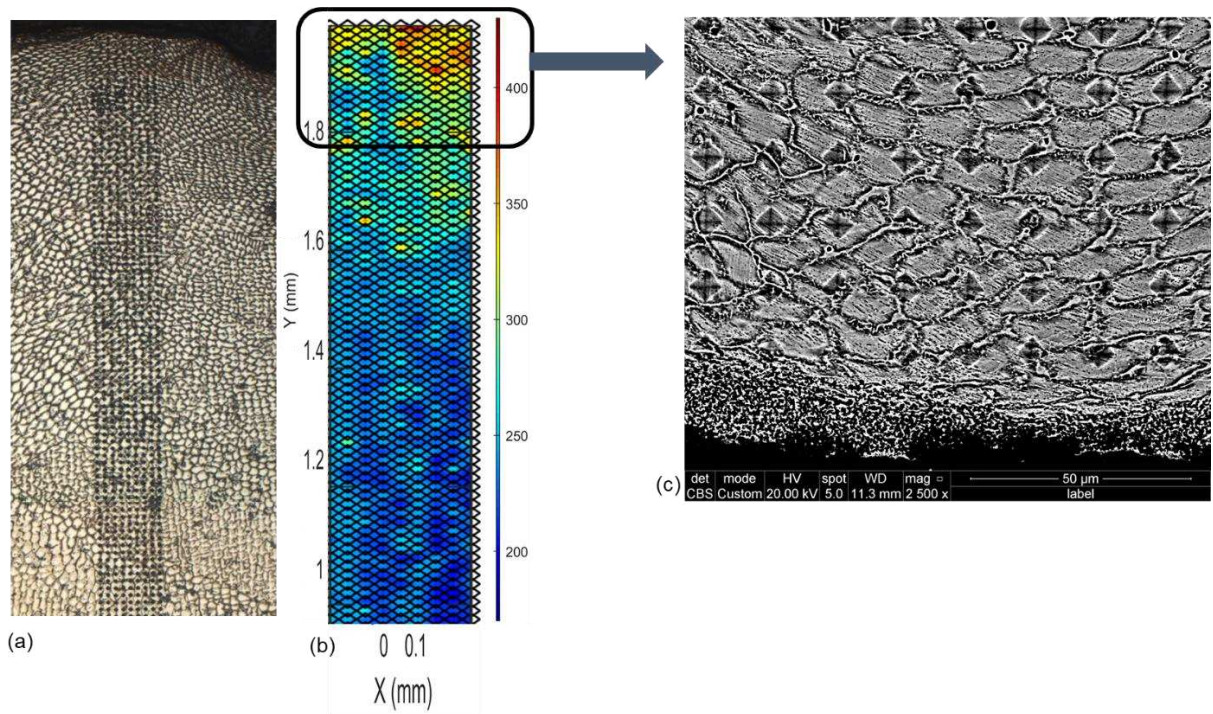 (a)
Y (mm)
1.8
1.6
1.4
1.2
1
0 0.1
X (mm)
400
350
300
250
200
(b)
(c)
det mode HV spot WD mag □ 50 µm
CBS Custom 20.00 kV 5.0 11.3 mm 2 500 x label